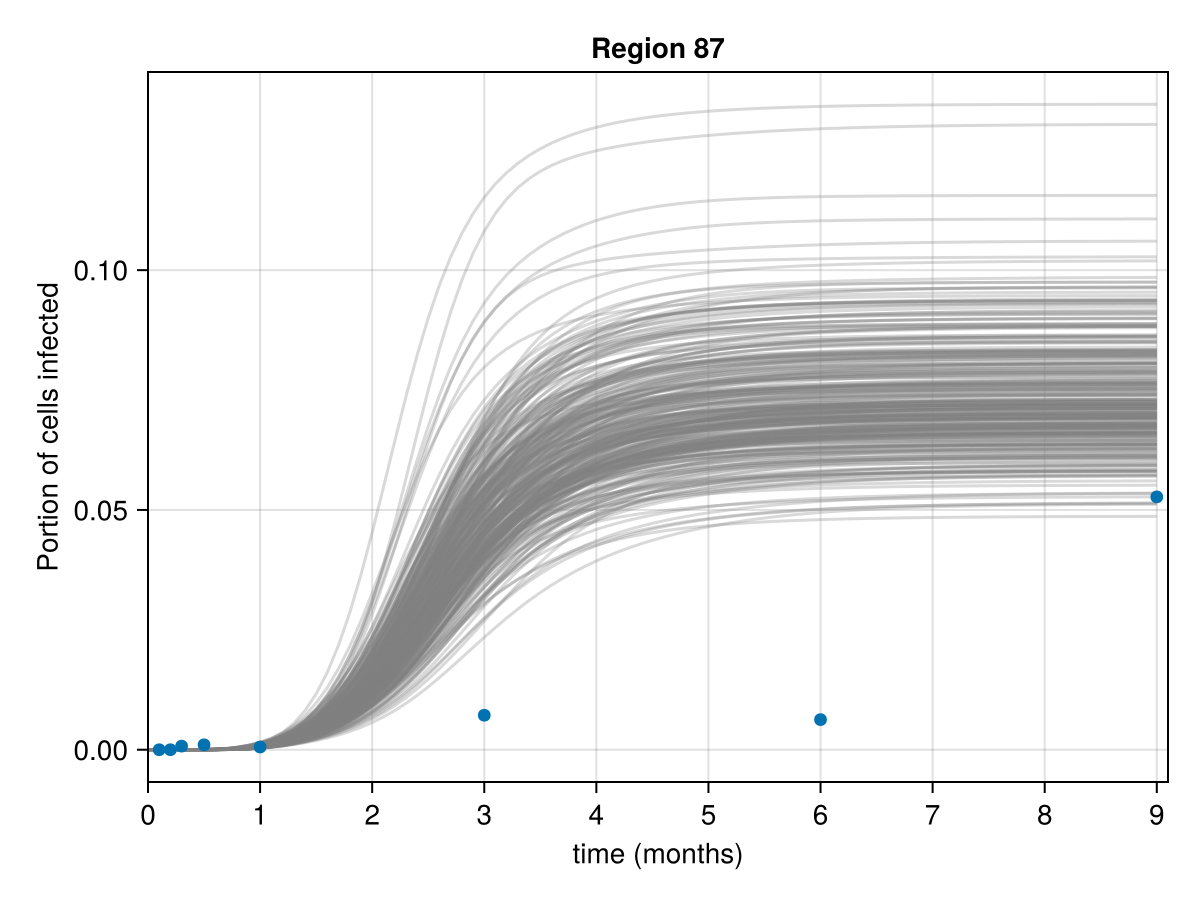 Region 87
Portion of cells infected
0.10
0.05
0.00
0 1 2 3 4 5 6 7 8 9
time (months)